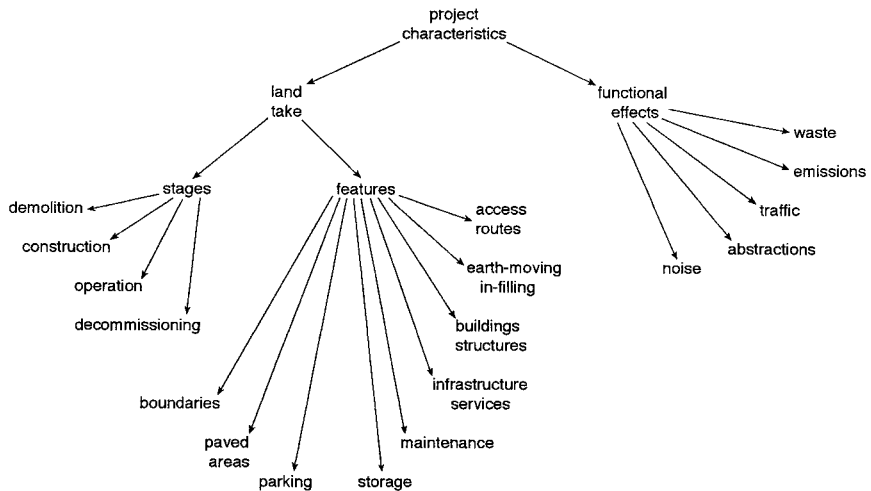 project
characteristics
land
take
functional
effects
waste
emissions
traffic
abstractions
noise
stages
demolition
construction
operation
decommissioning
features
access
routes
earth-moving
in-filling
buildings
structures
infrastructure
services
maintenance
storage
parking
paved
areas
boundaries